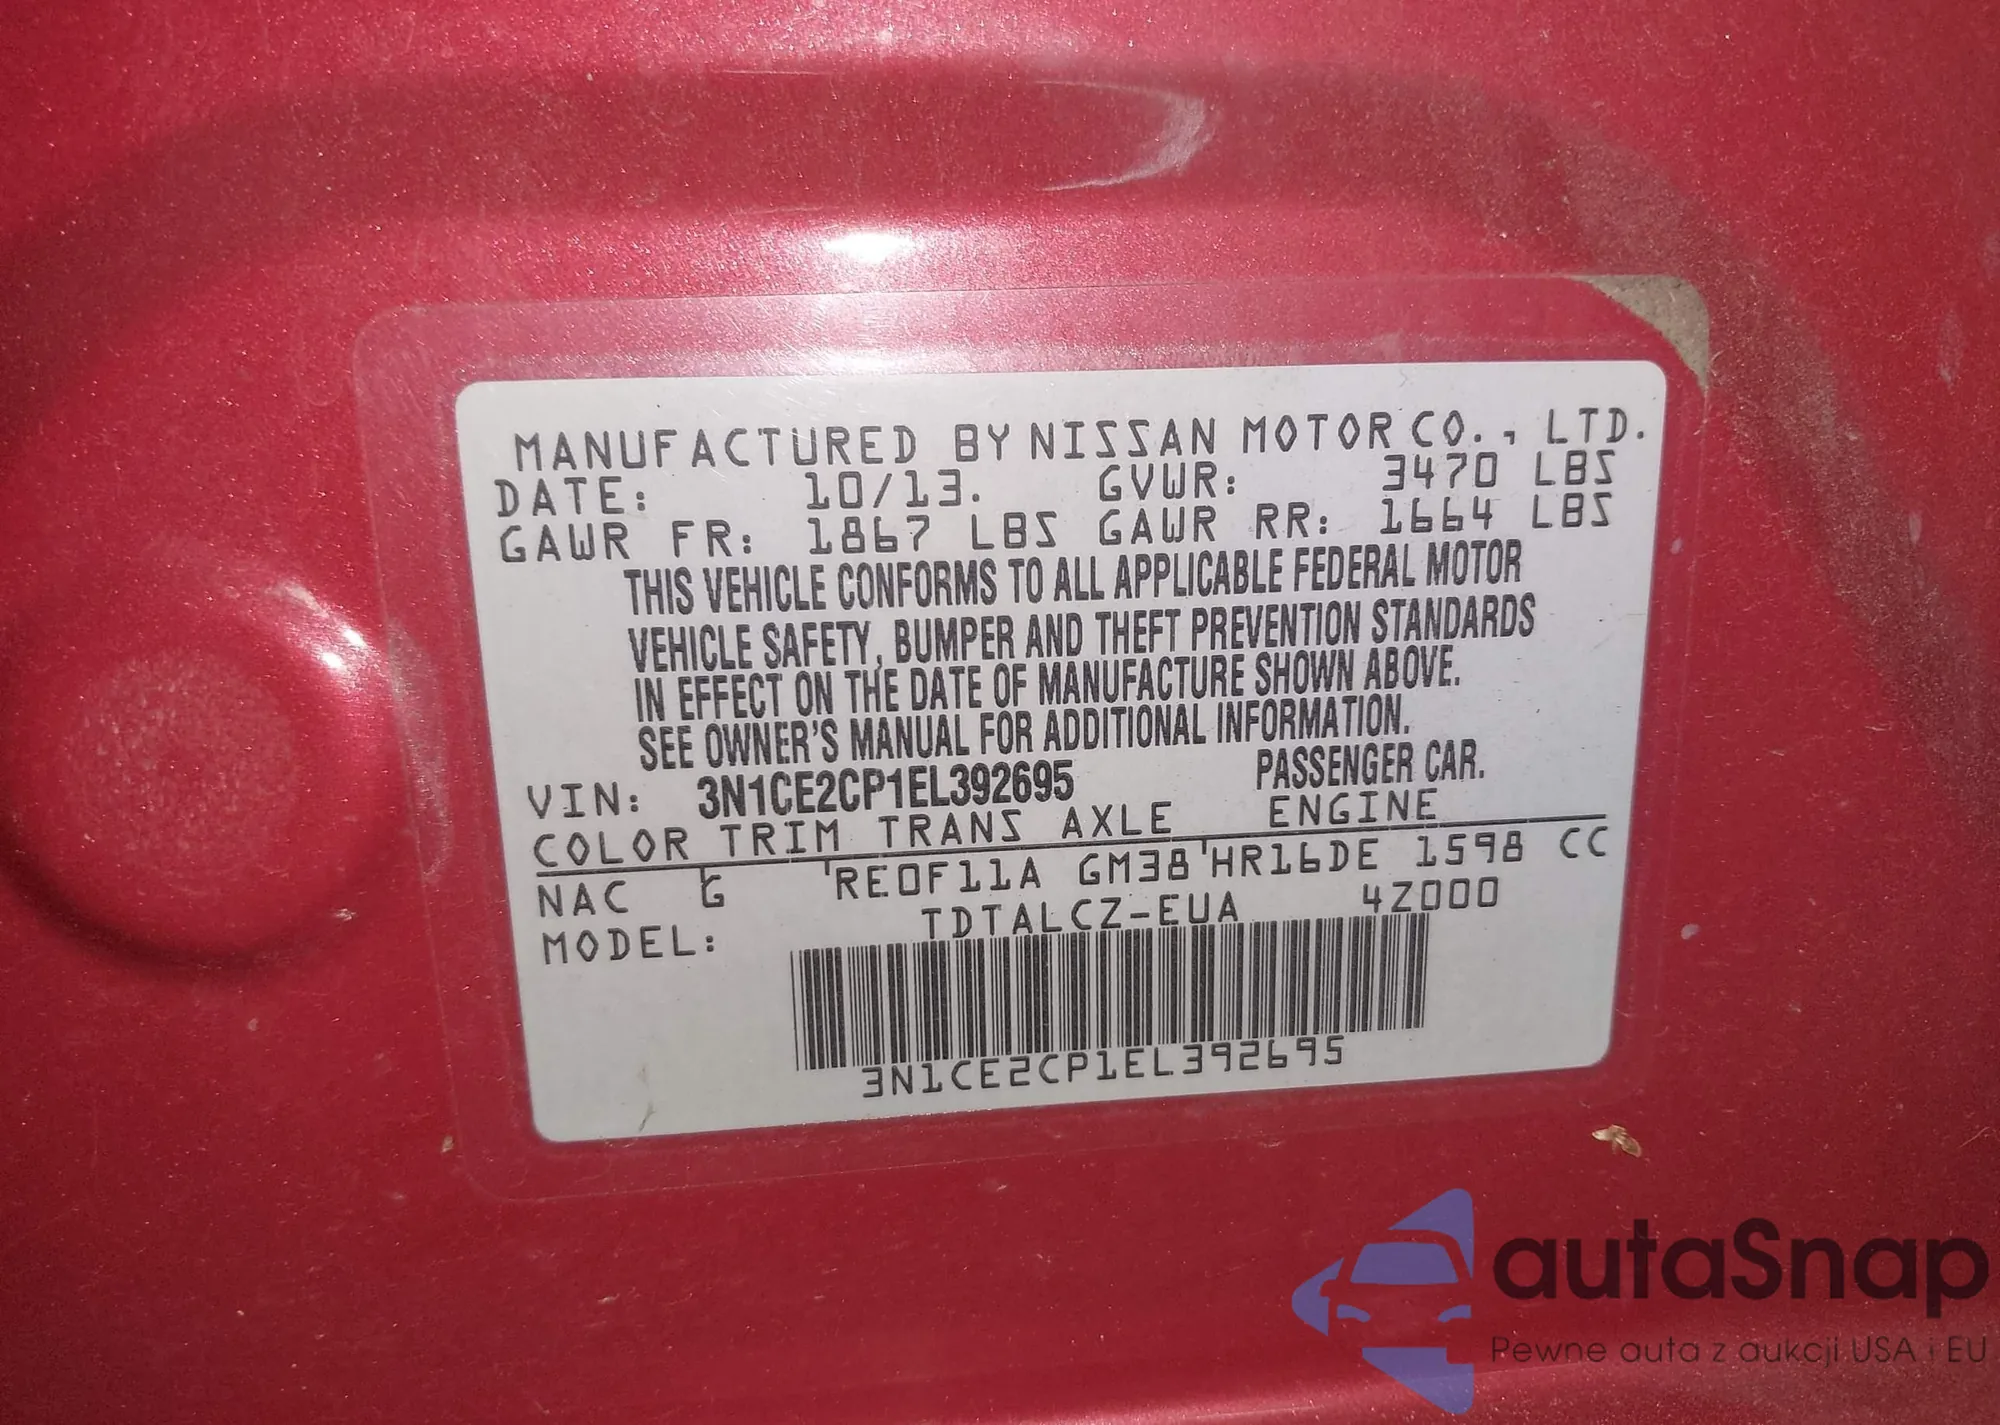 MANUFACTURED BY NISSAN MOTOR CO., LTD.
DATE: 10/13. GVWR: 3470 LBS
GAWR FR: 1867 LBS GAWR RR: 1664 LBS
THIS VEHICLE CONFORMS TO ALL APPLICABLE FEDERAL MOTOR
VEHICLE SAFETY, BUMPER AND THEFT PREVENTION STANDARDS
IN EFFECT ON THE DATE OF MANUFACTURE SHOWN ABOVE.
SEE OWNER'S MANUAL FOR ADDITIONAL INFORMATION.
VIN: 3N1CE2CP1EL392695 PASSENGER CAR.
COLOR TRIM TRANS AXLE ENGINE
NAC G RE0F11A GM38 HR16DE 1598 CC
MODEL: TDTALCZ-EUA 4Z000
3N1CE2CP1EL392695
autaSnap
Pewne auta z aukcji USA i EU